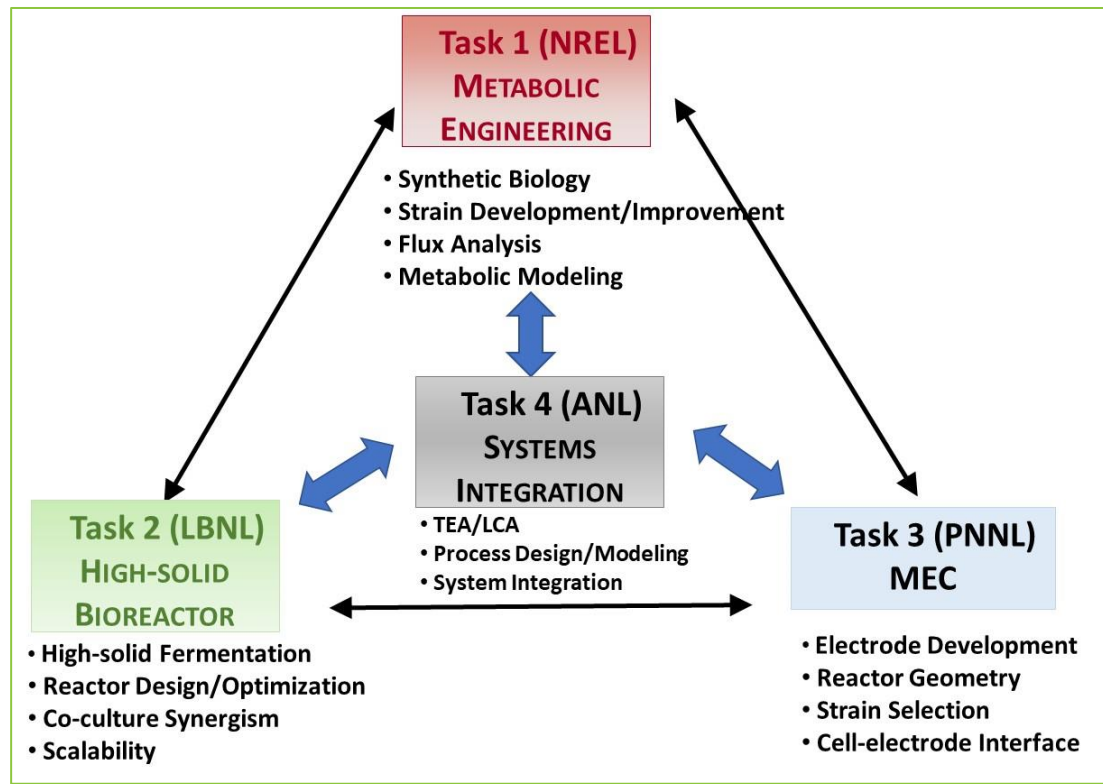 Task 1 (NREL)
METABOLIC
ENGINEERING
• Synthetic Biology
• Strain Development/Improvement
• Flux Analysis
• Metabolic Modeling
Task 4 (ANL)
SYSTEMS
INTEGRATION
• TEA/LCA
• Process Design/Modeling
• System Integration
Task 2 (LBNL)
HIGH-SOLID
BIOREACTOR
• High-solid Fermentation
• Reactor Design/Optimization
• Co-culture Synergism
• Scalability
Task 3 (PNNL)
MEC
• Electrode Development
• Reactor Geometry
• Strain Selection
• Cell-electrode Interface